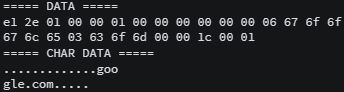 ===== DATA =====
e1 2e 01 00 00 01 00 00 00 00 00 00 06 67 6f 6f
67 6c 65 03 63 6f 6d 00 00 1c 00 01
===== CHAR DATA =====
.............goo
gle.com.....